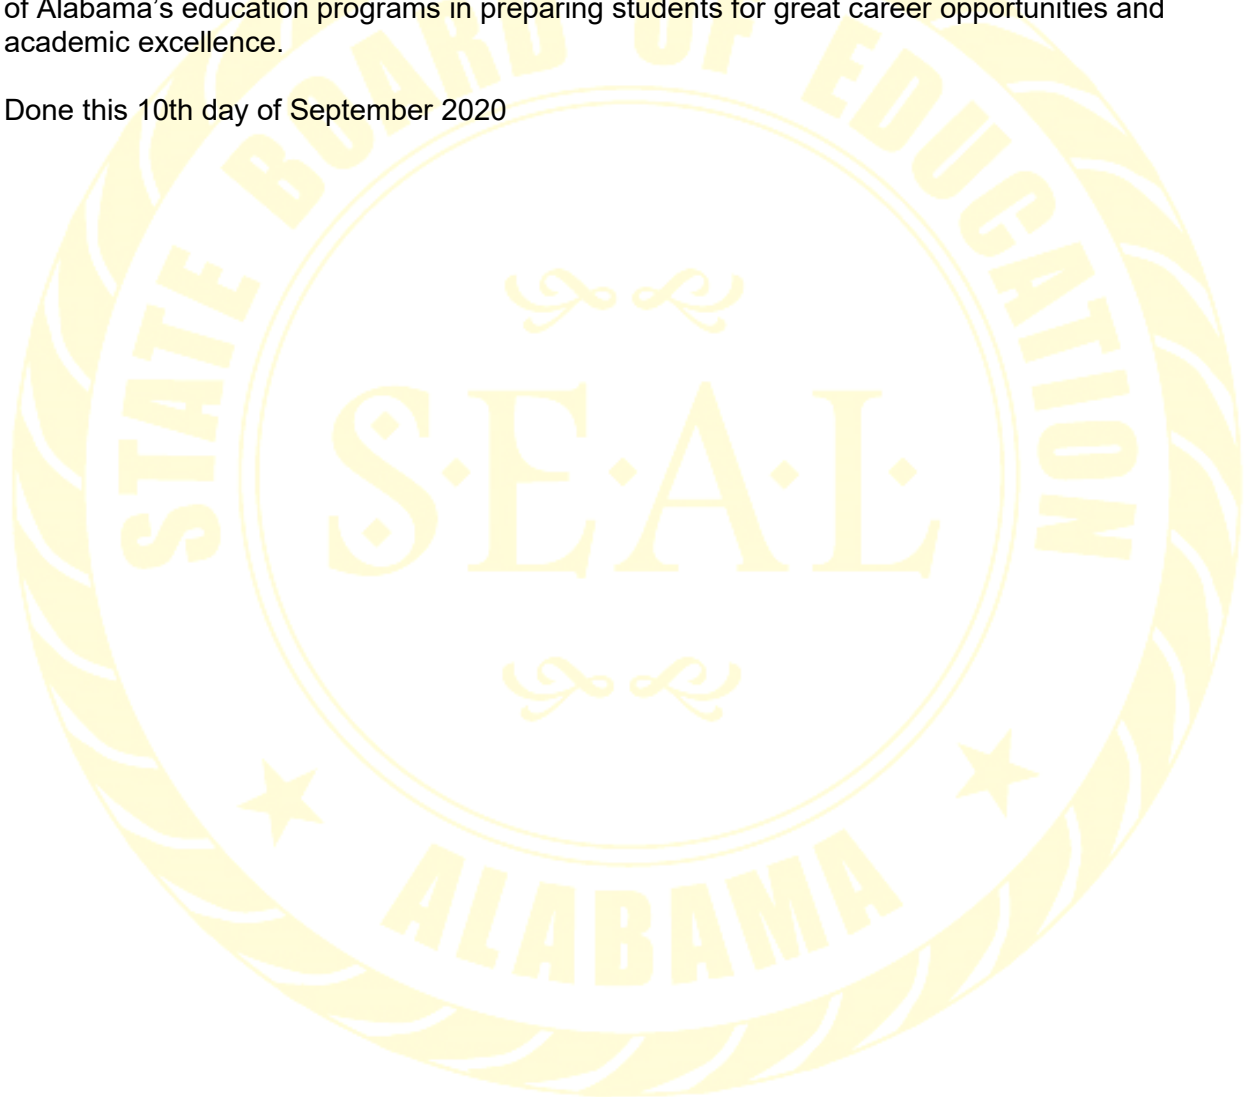 of Alabama's education programs in preparing students for great career opportunities and
academic excellence.
Done this 10th day of September 2020
STATE BOARD OF EDUCATION
S·E·A·L·
ALABAMA